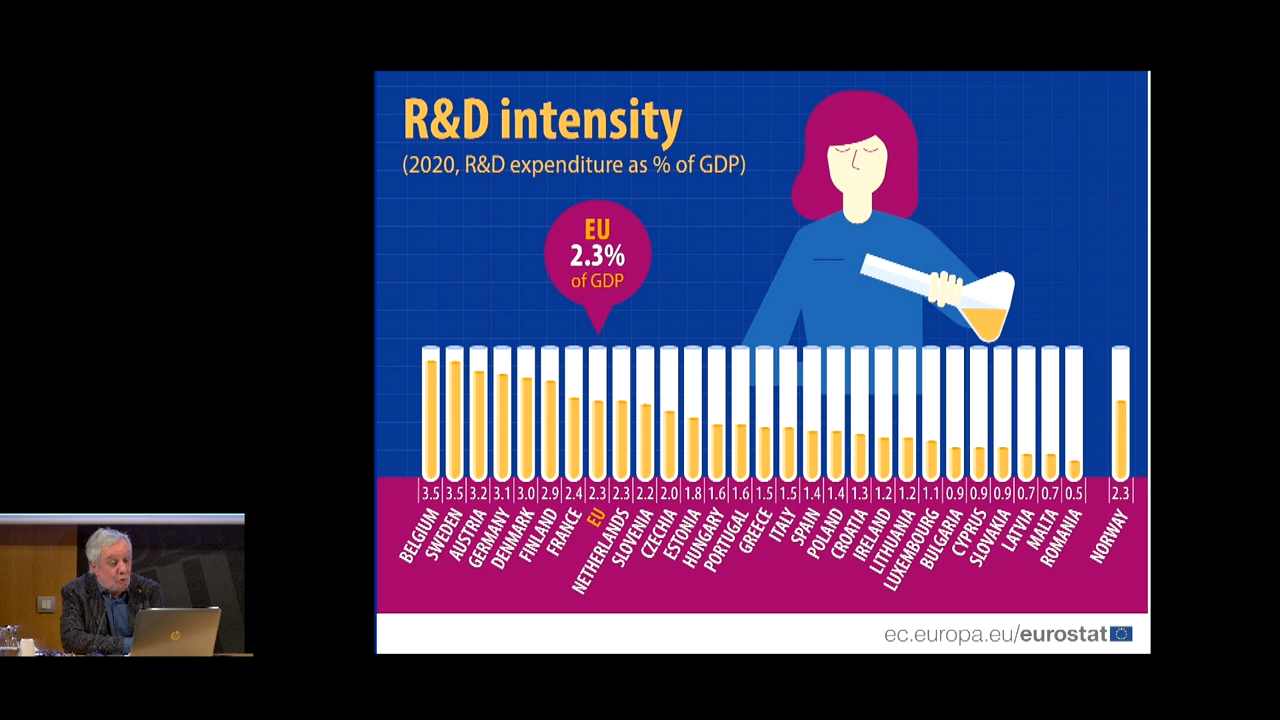 R&D intensity
(2020, R&D expenditure as % of GDP)
EU
2.3%
of GDP
3.5 3.5 3.2 3.1 3.0 2.9 2.4 2.3 2.3 2.2 2.0 1.8 1.6 1.6 1.5 1.5 1.4 1.4 1.3 1.2 1.2 1.1 0.9 0.9 0.9 0.7 0.7 0.5 2.3
BELGIUM
SWEDEN
AUSTRIA
GERMANY
DENMARK
FINLAND
FRANCE
EU
NETHERLANDS
SLOVENIA
CZECHIA
ESTONIA
HUNGARY
PORTUGAL
GREECE
ITALY
SPAIN
POLAND
CROATIA
IRELAND
LITHUANIA
LUXEMBOURG
BULGARIA
CYPRUS
SLOVAKIA
LATVIA
MALTA
ROMANIA
NORWAY
ec.europa.eu/eurostat